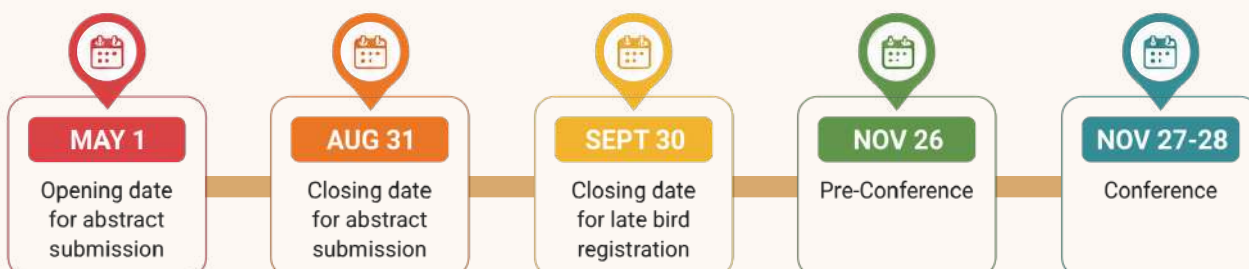 MAY 1
Opening date
for abstract
submission
AUG 31
Closing date
for abstract
submission
SEPT 30
Closing date
for late bird
registration
NOV 26
Pre-Conference
NOV 27-28
Conference